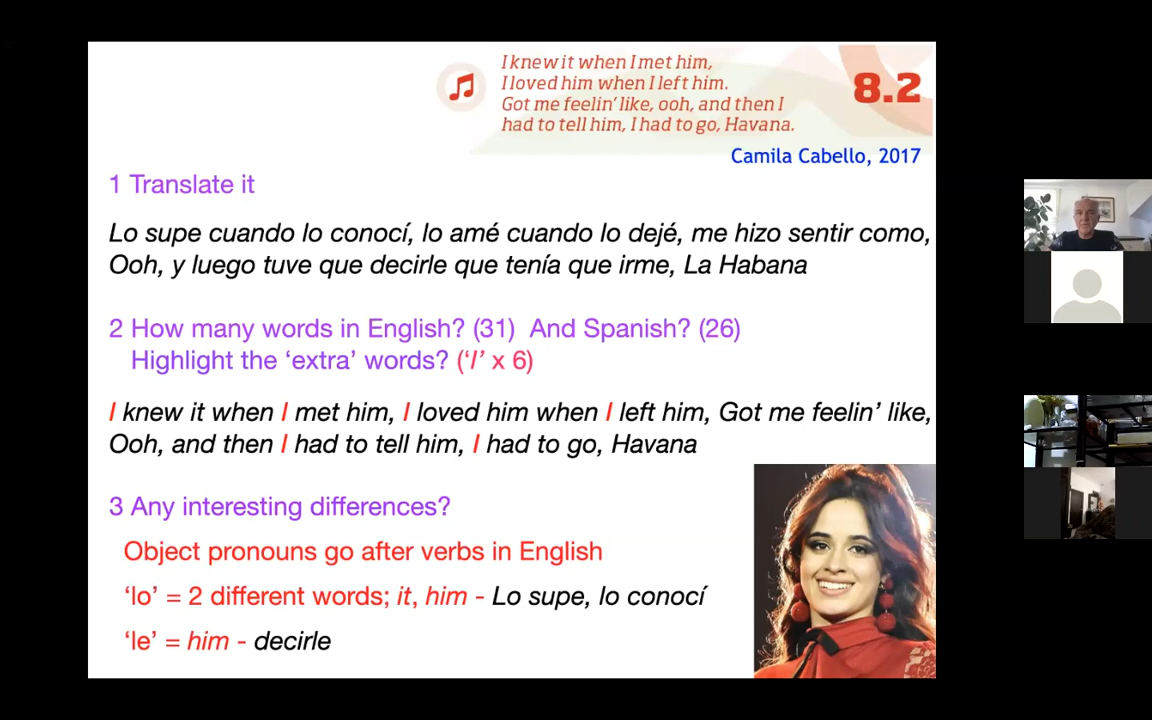 I knew it when I met him,
I loved him when I left him.
Got me feelin' like, ooh, and then I
had to tell him, I had to go, Havana.
8.2
Camila Cabello, 2017
1 Translate it
Lo supe cuando lo conocí, lo amé cuando lo dejé, me hizo sentir como,
Ooh, y luego tuve que decirle que tenía que irme, La Habana
2 How many words in English? (31) And Spanish? (26)
Highlight the ‘extra’ words? (‘I’ x 6)
I knew it when I met him, I loved him when I left him, Got me feelin’ like,
Ooh, and then I had to tell him, I had to go, Havana
3 Any interesting differences?
Object pronouns go after verbs in English
‘lo’ = 2 different words; it, him - Lo supe, lo conocí
‘le’ = him - decirle